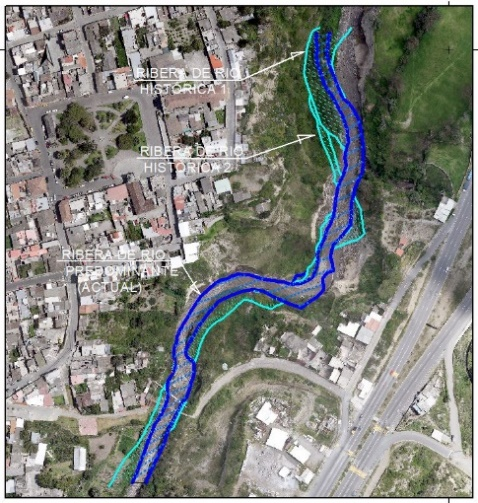 RIBERA DE RIO
HISTORICA 1
RIBERA DE RIO
HISTORICA 2
RIBERA DE RIO
PREDOMINANTE
(ACTUAL)